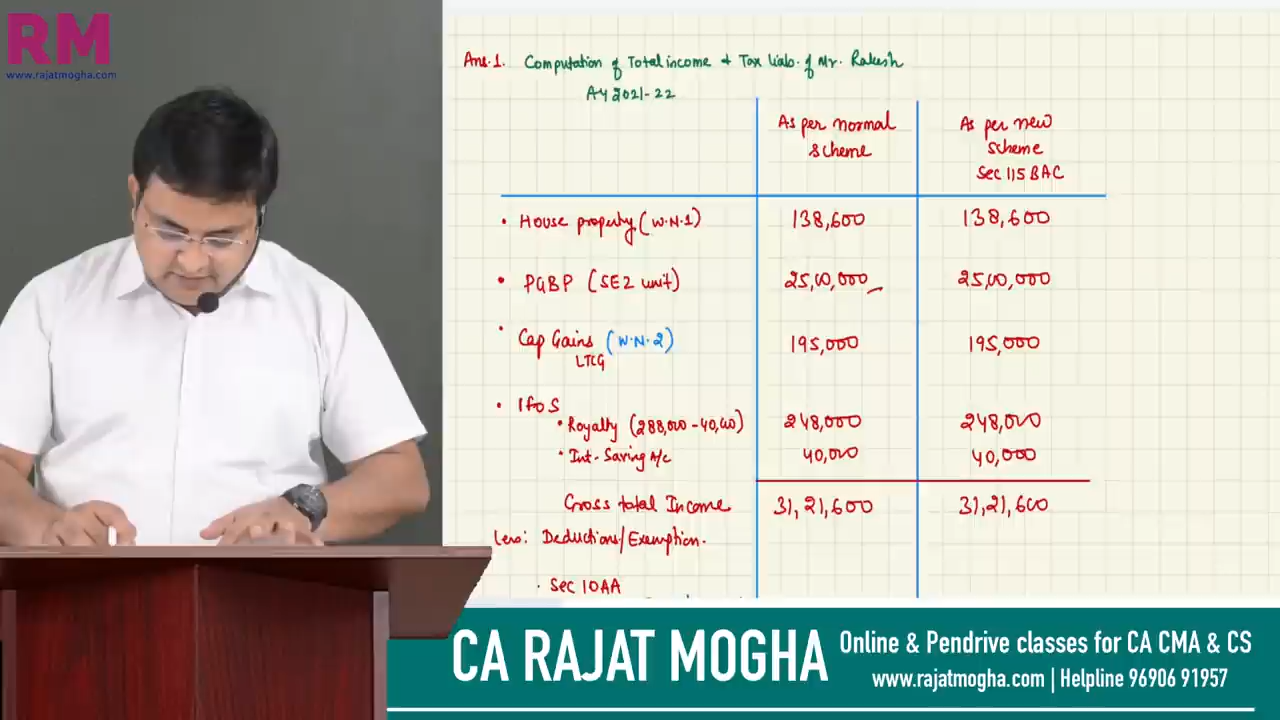 RM
www.rajatmogha.com
Ans.1. Computation of Total income & Tax liab. of Mr. Rakesh
AY 2021-22
As per normal scheme
As per new scheme
Sec 115BAC
• House property (W.N.1) 138,600 138,600
• PGBP (SEZ unit) 25,00,000 25,00,000
• Cap Gains (W.N.2) 195,000 195,000
LTCG
• IFOS
• Royalty (288,000 - 40,000) 248,000 248,000
• Int. Saving A/c 40,000 40,000
Gross total Income 31,21,600 31,21,600
Less: Deductions/Exemption.
• Sec 10AA
CA RAJAT MOGHA
Online & Pendrive classes for CA CMA & CS
www.rajatmogha.com | Helpline 96906 91957